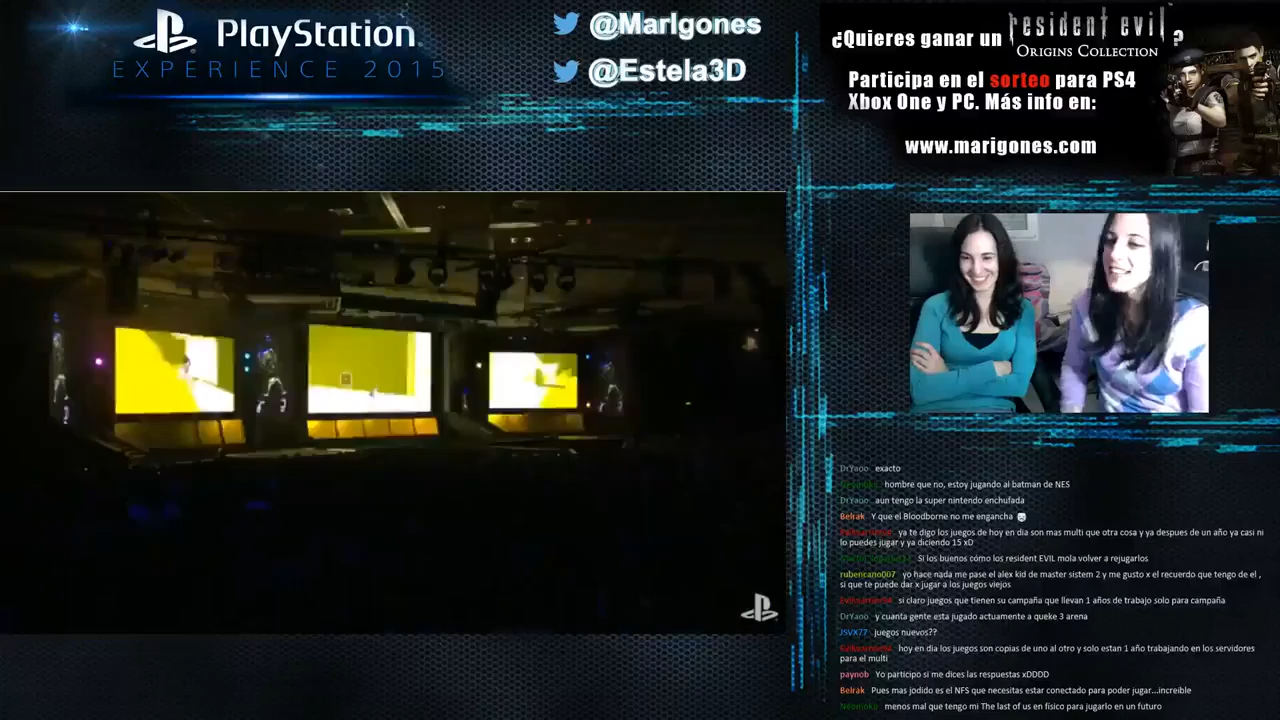 PlayStation
EXPERIENCE 2015
@MarIgones
@Estela3D
¿Quieres ganar un resident evil ?
ORIGINS COLLECTION
Participa en el sorteo para PS4
Xbox One y PC. Más info en:
www.marigones.com
DrYaoo exacto
hombre que no, estoy jugando al batman de NES
DrYaoo aun tengo la super nintendo enchufada
Belrak Y que el Bloodborne no me engancha
ya te digo los juegos de hoy en dia son mas multi que otra cosa y ya despues de un año ya casi ni
lo puedes jugar y ya diciendo 15 xD
Si los buenos cómo los resident EVIL mola volver a rejugarlos
rubencano007 yo hace nada me pase el alex kid de master sistem 2 y me gusto x el recuerdo que tengo de el ,
si que te puede dar x jugar a los juegos viejos
si claro juegos que tienen su campaña que llevan 1 años de trabajo solo para campaña
DrYaoo y cuanta gente esta jugado actuamente a queke 3 arena
JSVX77 juegos nuevos??
hoy en dia los juegos son copias de uno al otro y solo estan 1 año trabajando en los servidores
para el multi
paynob Yo participo si me dices las respuestas xDDDD
Belrak Pues mas jodido es el NFS que necesitas estar conectado para poder jugar...increible
Neomoku menos mal que tengo mi The last of us en físico para jugarlo en un futuro